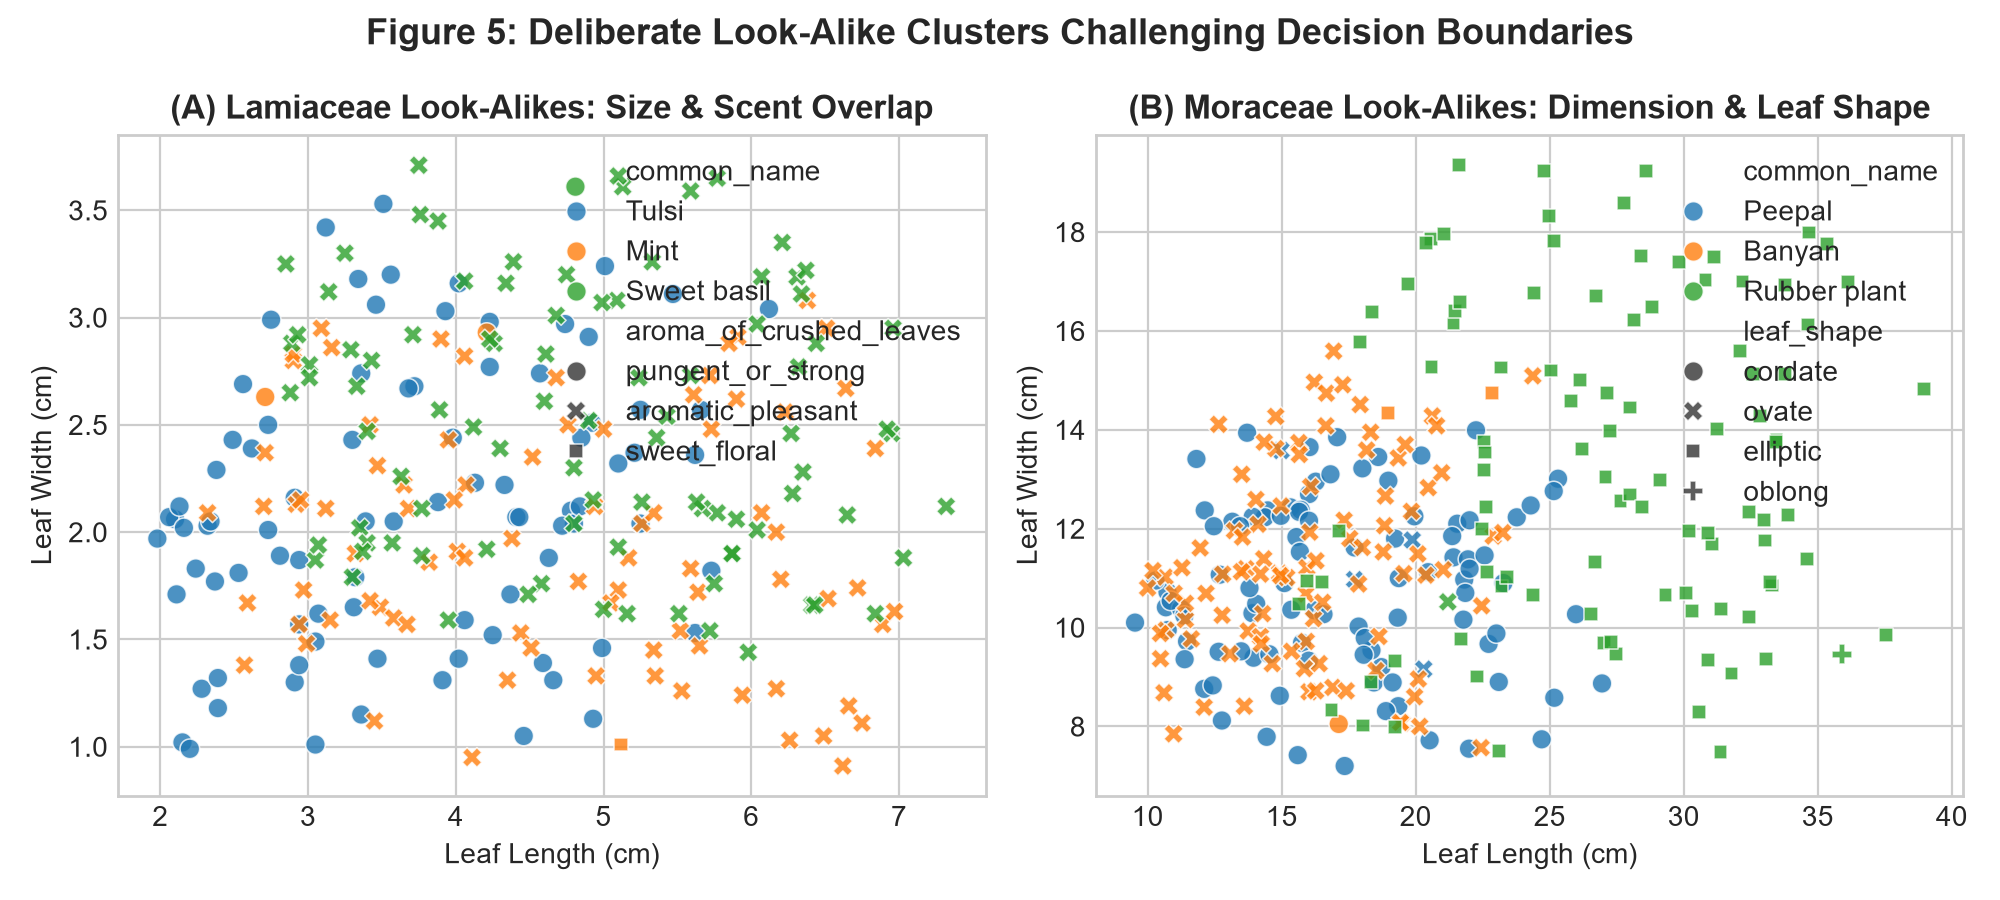 Figure 5: Deliberate Look-Alike Clusters Challenging Decision Boundaries
(A) Lamiaceae Look-Alikes: Size & Scent Overlap
Leaf Width (cm)
3.5
3.0
2.5
2.0
1.5
1.0
common_name
Tulsi
Mint
Sweet basil
aroma_of_crushed_leaves
pungent_or_strong
aromatic_pleasant
sweet_floral
2 3 4 5 6 7
Leaf Length (cm)
(B) Moraceae Look-Alikes: Dimension & Leaf Shape
Leaf Width (cm)
18
16
14
12
10
8
common_name
Peepal
Banyan
Rubber plant
leaf_shape
cordate
ovate
elliptic
oblong
10 15 20 25 30 35 40
Leaf Length (cm)